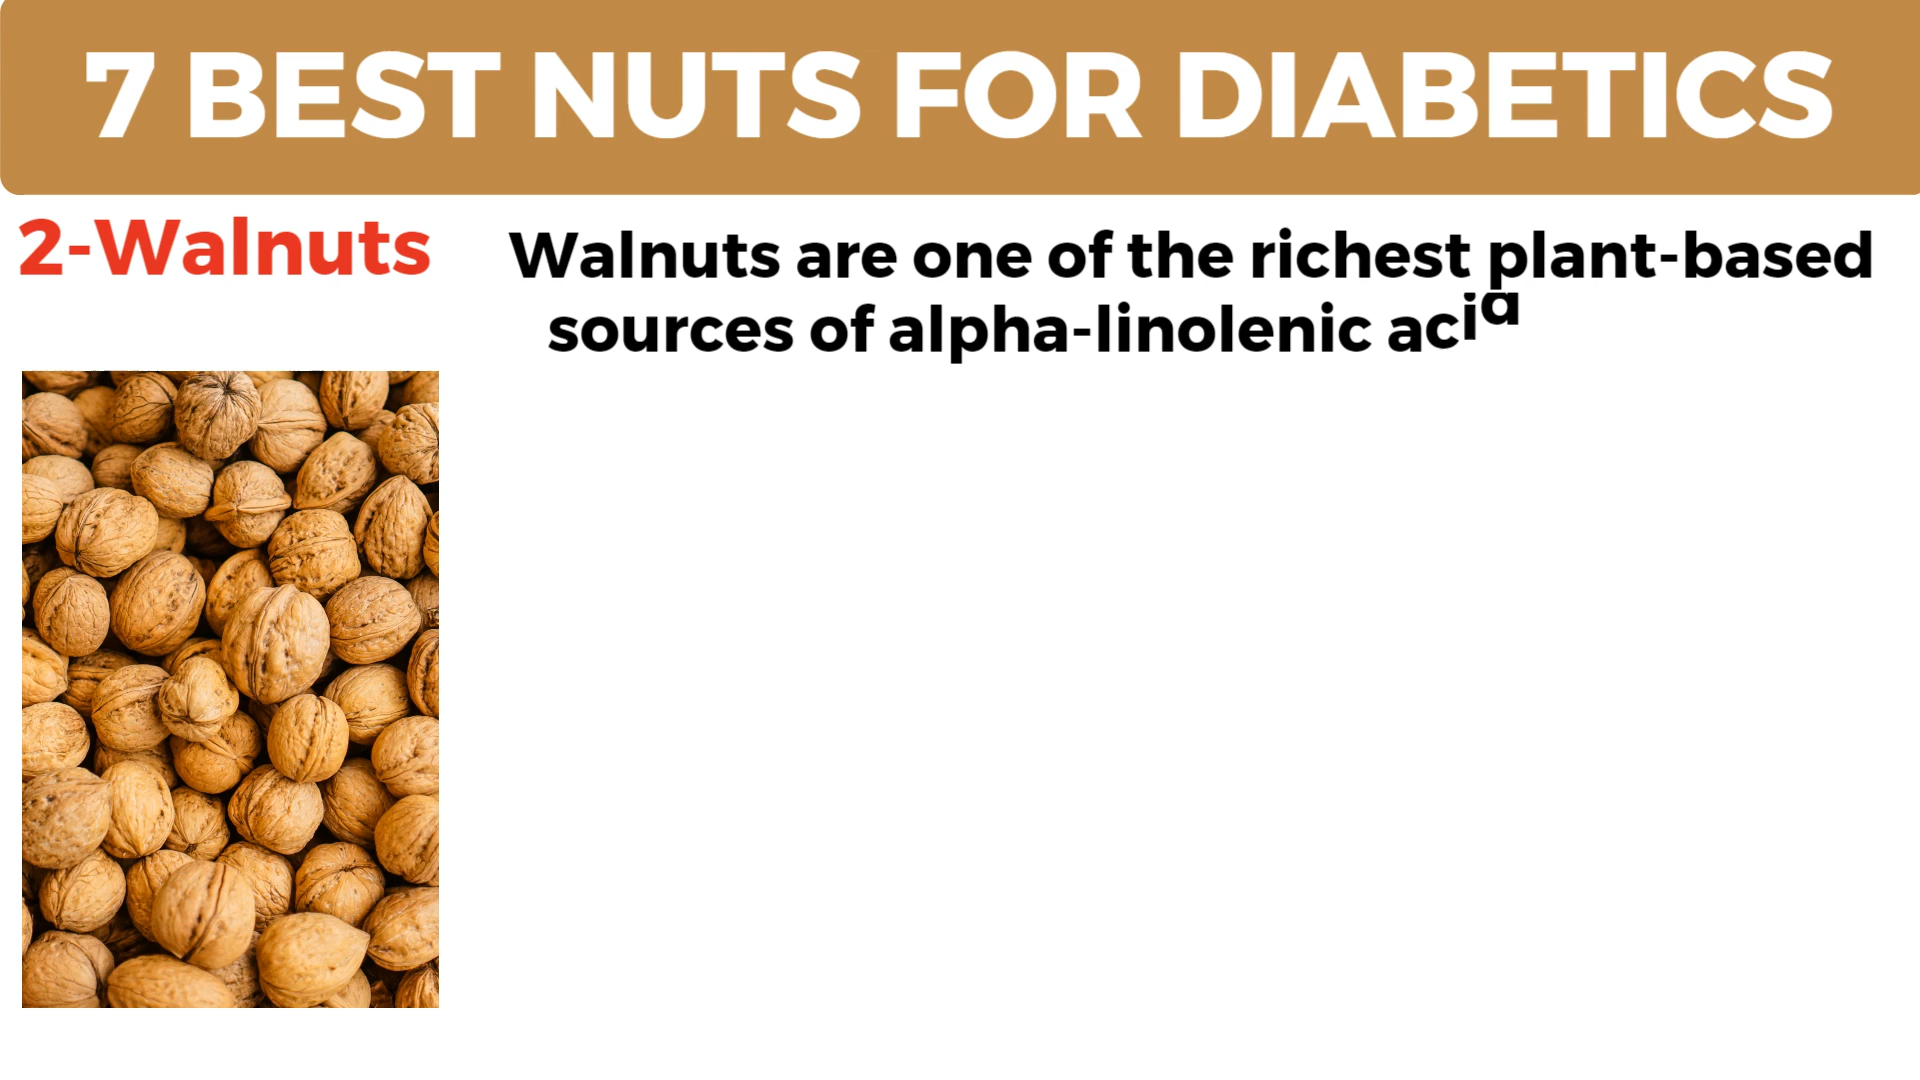 7 BEST NUTS FOR DIABETICS
2-Walnuts
Walnuts are one of the richest plant-based
sources of alpha-linolenic acid